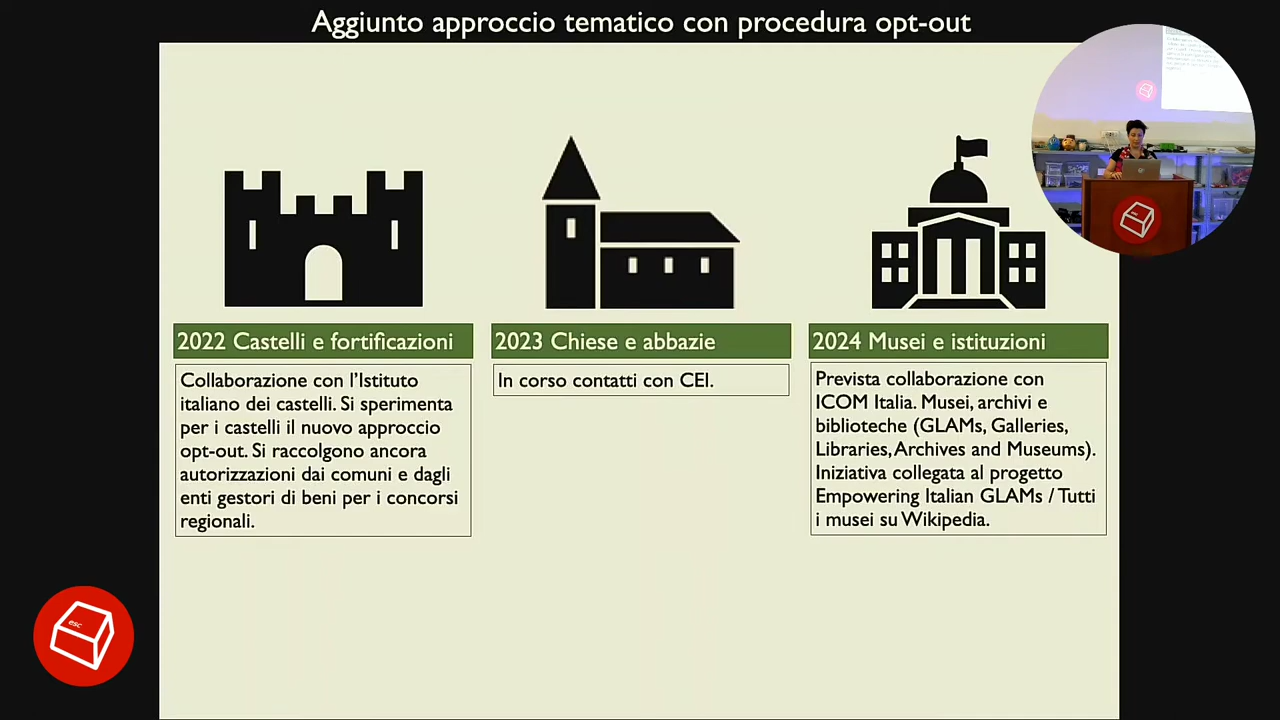 Aggiunto approccio tematico con procedura opt-out
2022 Castelli e fortificazioni
Collaborazione con l'Istituto
italiano dei castelli. Si sperimenta
per i castelli il nuovo approccio
opt-out. Si raccolgono ancora
autorizzazioni dai comuni e dagli
enti gestori di beni per i concorsi
regionali.
2023 Chiese e abbazie
In corso contatti con CEI.
2024 Musei e istituzioni
Prevista collaborazione con
ICOM Italia. Musei, archivi e
biblioteche (GLAMs, Galleries,
Libraries, Archives and Museums).
Iniziativa collegata al progetto
Empowering Italian GLAMs / Tutti
i musei su Wikipedia.
esc